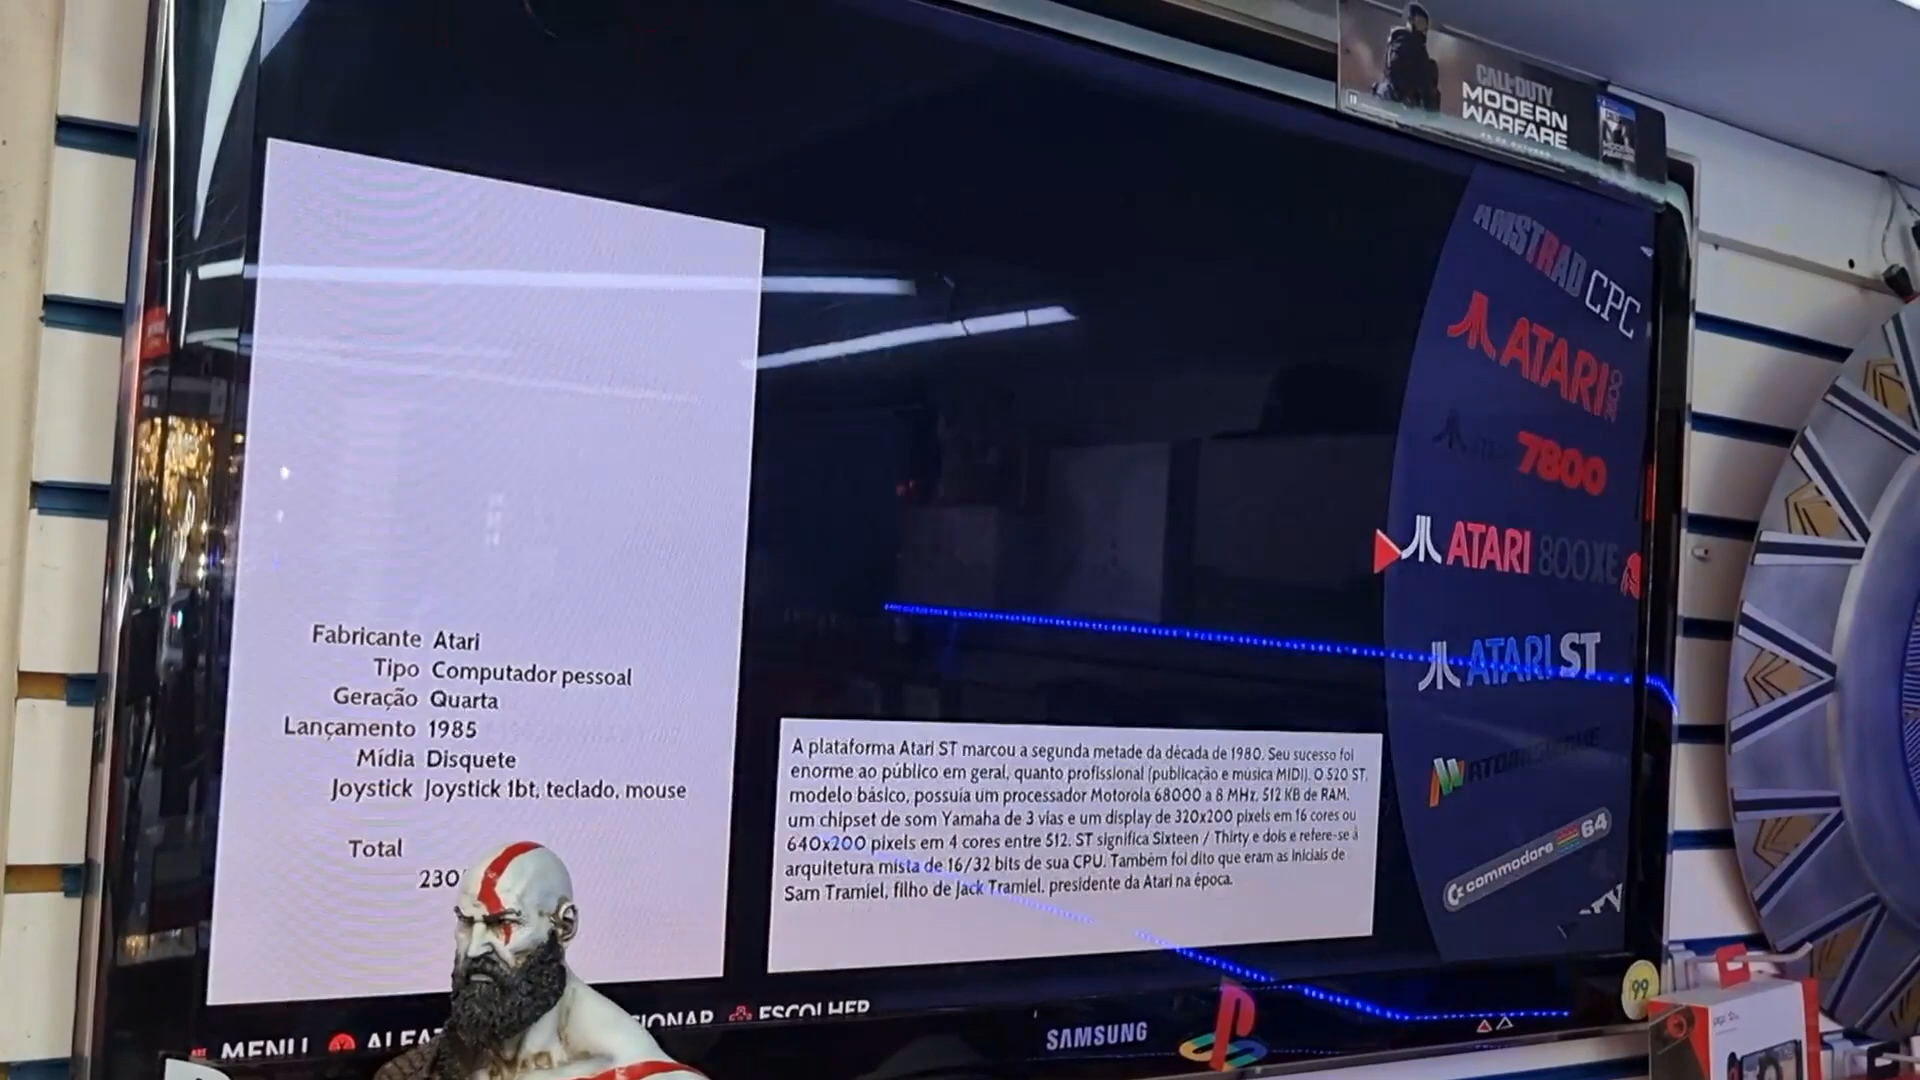 CALL OF DUTY
MODERN
WARFARE
AMSTRAD CPC
ATARI 2600
7800
ATARI 800XE
ATARI ST
commodore 64
Fabricante Atari
Tipo Computador pessoal
Geração Quarta
Lançamento 1985
Mídia Disquete
Joystick Joystick 1bt, teclado, mouse
Total
230
A plataforma Atari ST marcou a segunda metade da década de 1980. Seu sucesso foi
enorme ao público em geral, quanto profissional (publicação e música MIDI). O 520 ST,
modelo básico, possuía um processador Motorola 68000 a 8 MHz, 512 KB de RAM,
um chipset de som Yamaha de 3 vias e um display de 320x200 pixels em 16 cores ou
640x200 pixels em 4 cores entre 512. ST significa Sixteen / Thirty e dois e refere-se à
arquitetura mista de 16/32 bits de sua CPU. Também foi dito que eram as iniciais de
Sam Tramiel, filho de Jack Tramiel, presidente da Atari na época.
MENU
ESCOLHER
SAMSUNG
99